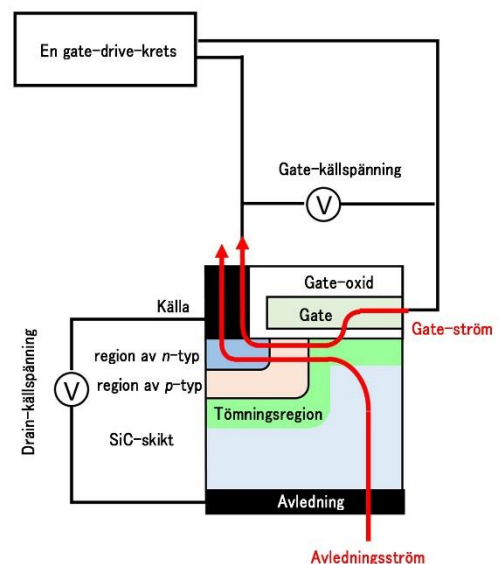 En gate-drive-krets
Gate-källspänning
V
Gate-oxid
Källa
Gate
Gate-ström
region av n-typ
region av p-typ
V
Drain-källspänning
Tömningsregion
SiC-skikt
Avledning
Avledningsström